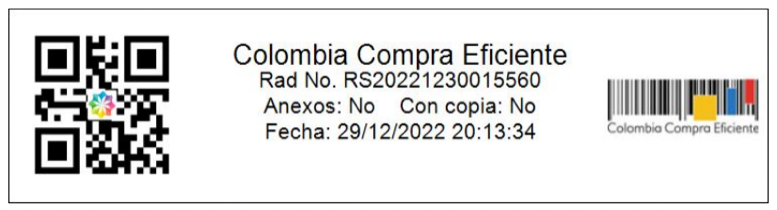 Colombia Compra Eficiente
Rad No. RS20221230015560
Anexos: No Con copia: No
Fecha: 29/12/2022 20:13:34
Colombia Compra Eficiente